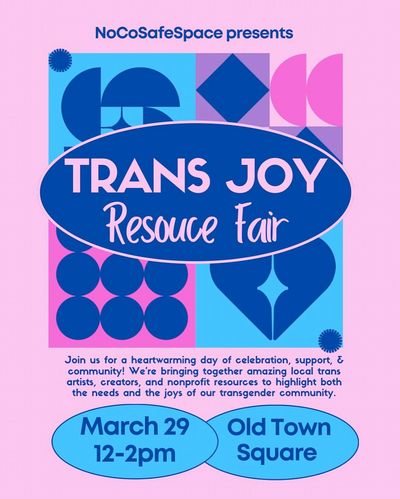 NoCoSafeSpace presents
TRANS JOY
Resouce Fair
Join us for a heartwarming day of celebration, support, &
community! We're bringing together amazing local trans
artists, creators, and nonprofit resources to highlight both
the needs and the joys of our transgender community.
March 29
12-2pm
Old Town
Square